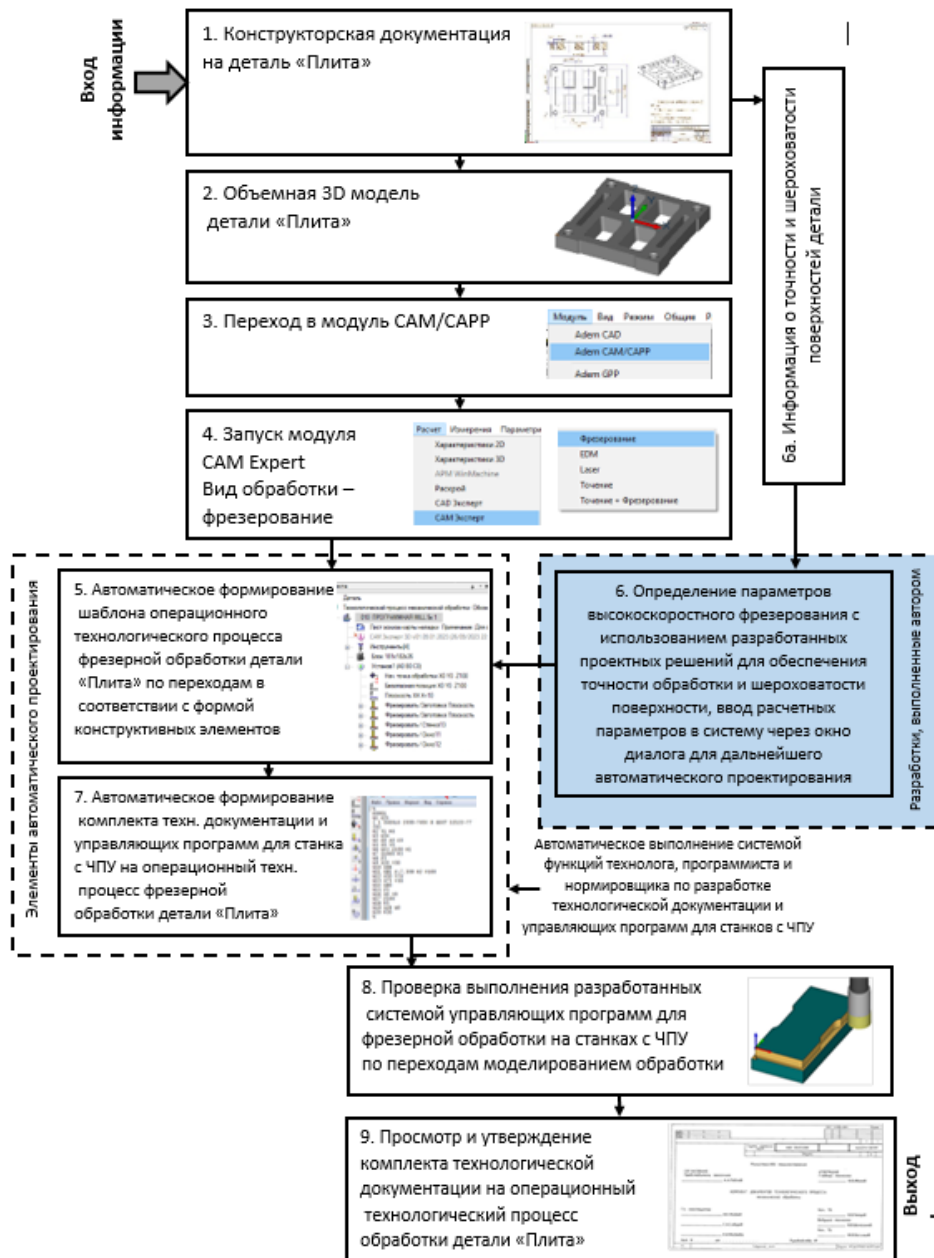 Вход
информации
1. Конструкторская документация
на деталь «Плита»
2. Объемная 3D модель
детали «Плита»
3. Переход в модуль CAM/CAPP
Модуль Вид Режим Общие Р
Adem CAD
Adem CAM/CAPP
Adem GPP
4. Запуск модуля
CAM Expert
Вид обработки –
фрезерование
Расчет Измерения Параметри
Характеристики 2D
Характеристики 3D
APM WinMachine
Раскрой
CAD Эксперт
CAM Эксперт
Фрезерование
EDM
Laser
Точение
Точение + Фрезерование
6а. Информация о точности и шероховатости
поверхностей детали
Элементы автоматического проектирования
5. Автоматическое формирование
шаблона операционного
технологического процесса
фрезерной обработки детали
«Плита» по переходам в
соответствии с формой
конструктивных элементов
Деталь
6. Определение параметров
высокоскоростного фрезерования с
использованием разработанных
проектных решений для обеспечения
точности обработки и шероховатости
поверхности, ввод расчетных
параметров в систему через окно
диалога для дальнейшего
автоматического проектирования
Разработки, выполненные автором
7. Автоматическое формирование
комплекта техн. документации и
управляющих программ для станка
с ЧПУ на операционный техн.
процесс фрезерной
обработки детали «Плита»
Автоматическое выполнение системой
функций технолога, программиста и
нормировщика по разработке
технологической документации и
управляющих программ для станков с ЧПУ
8. Проверка выполнения разработанных
системой управляющих программ для
фрезерной обработки на станках с ЧПУ
по переходам моделированием обработки
9. Просмотр и утверждение
комплекта технологической
документации на операционный
технологический процесс
обработки детали «Плита»
Выход